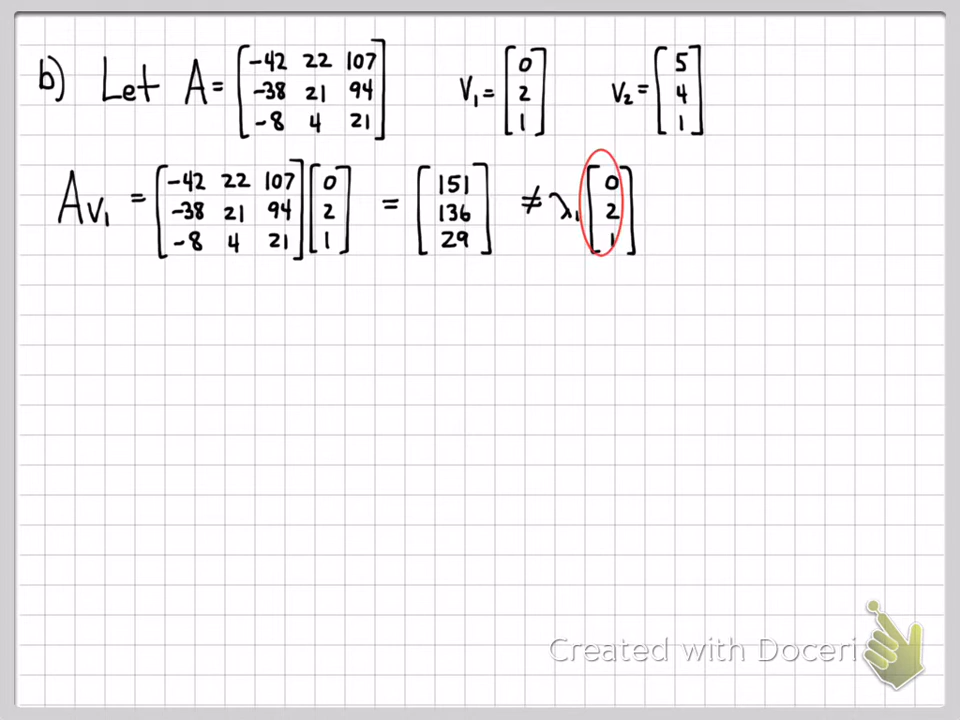 b) Let A = [ -42 22 107 ; -38 21 94 ; -8 4 21 ] v₁ = [ 0 ; 2 ; 1 ] v₂ = [ 5 ; 4 ; 1 ]
Av₁ = [ -42 22 107 ; -38 21 94 ; -8 4 21 ] [ 0 ; 2 ; 1 ] = [ 151 ; 136 ; 29 ] ≠ λ₁ [ 0 ; 2 ; 1 ]
Created with Doceri